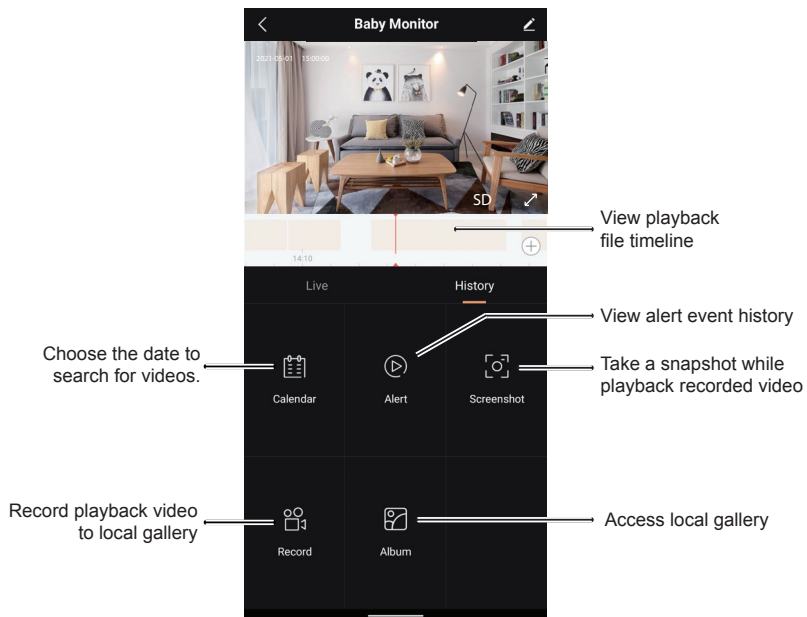 Baby Monitor
2021-05-01 15:00:00
SD
View playback
file timeline
14:10
Live
History
View alert event history
Choose the date to
search for videos.
Take a snapshot while
playback recorded video
Calendar
Alert
Screenshot
Record playback video
to local gallery
Access local gallery
Record
Album